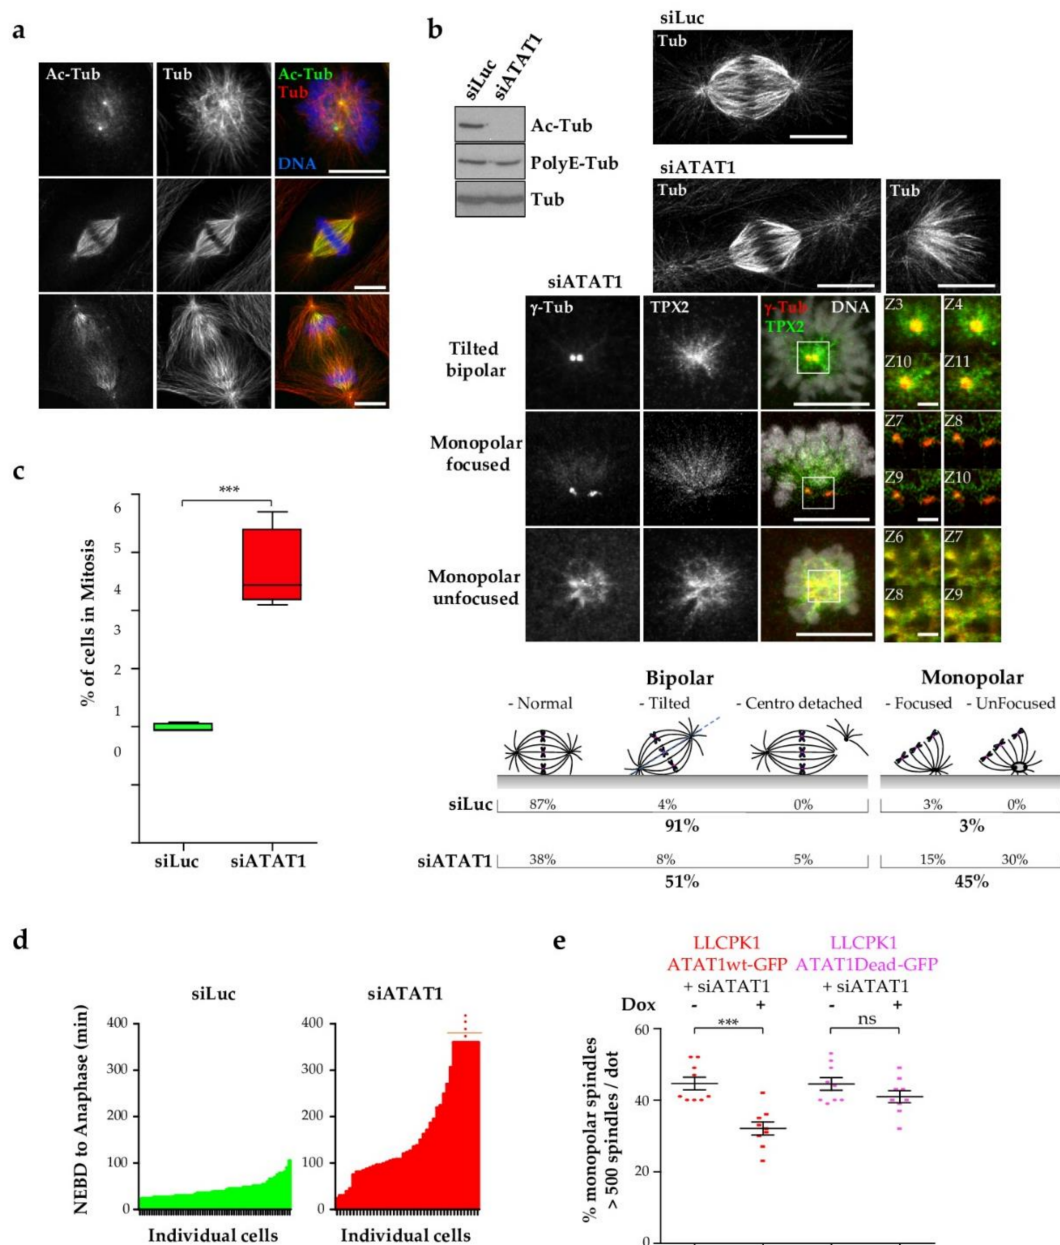 a
Ac-Tub
Tub
Ac-Tub
Tub
DNA
b
siLuc
siATAT1
Ac-Tub
PolyE-Tub
Tub
siLuc
Tub
siATAT1
Tub
Tub
siATAT1
γ-Tub
TPX2
γ-Tub DNA
TPX2
Z3 Z4
Z10 Z11
Tilted
bipolar
Z7 Z8
Z9 Z10
Monopolar
focused
Z6 Z7
Z8 Z9
Monopolar
unfocused
Bipolar
Monopolar
- Normal
- Tilted
- Centro detached
- Focused
- UnFocused
siLuc
87%
4%
0%
3%
0%
91%
3%
siATAT1
38%
8%
5%
15%
30%
51%
45%
c
% of cells in Mitosis
6
5
4
3
2
1
0
***
siLuc
siATAT1
d
siLuc
siATAT1
NEBD to Anaphase (min)
400
300
200
100
0
400
300
200
100
0
Individual cells
Individual cells
e
LLCPK1
ATAT1wt-GFP
+ siATAT1
LLCPK1
ATAT1Dead-GFP
+ siATAT1
Dox - + - +
*** ns
% monopolar spindles
> 500 spindles / dot
60
40
20
0